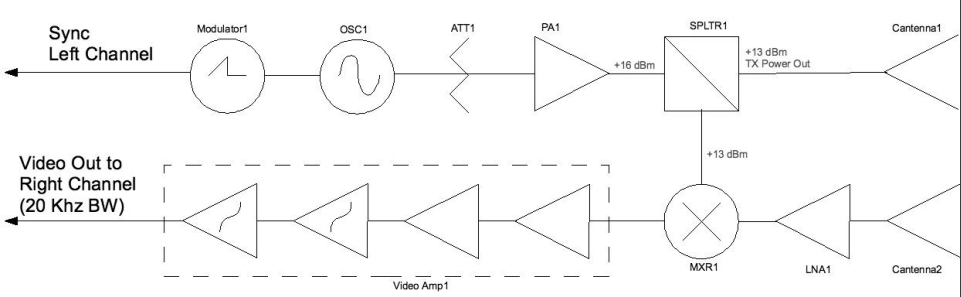 Sync
Left Channel
Modulator1
OSC1
ATT1
PA1
SPLTR1
Cantenna1
+16 dBm
+13 dBm
TX Power Out
+13 dBm
Video Out to
Right Channel
(20 Khz BW)
Video Amp1
MXR1
LNA1
Cantenna2